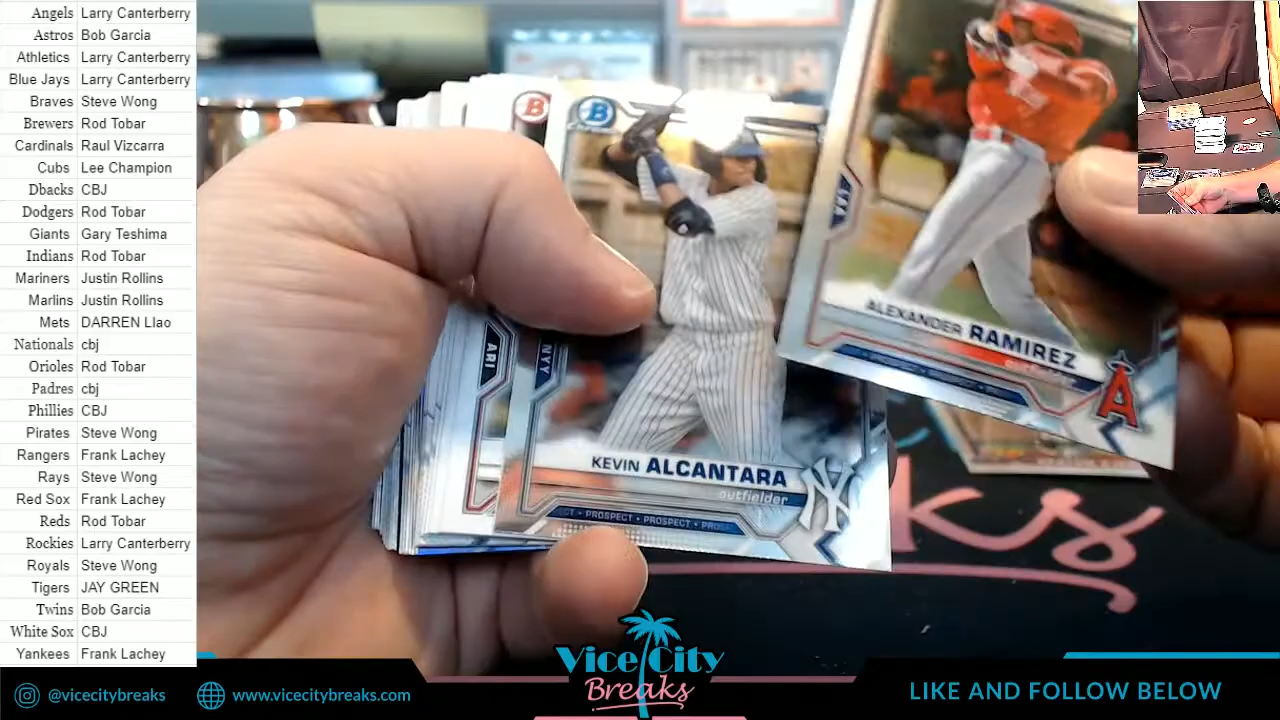 Angels Larry Canterberry
Astros Bob Garcia
Athletics Larry Canterberry
Blue Jays Larry Canterberry
Braves Steve Wong
Brewers Rod Tobar
Cardinals Raul Vizcarra
Cubs Lee Champion
Dbacks CBJ
Dodgers Rod Tobar
Giants Gary Teshima
Indians Rod Tobar
Mariners Justin Rollins
Marlins Justin Rollins
Mets DARREN LIao
Nationals cbj
Orioles Rod Tobar
Padres cbj
Phillies CBJ
Pirates Steve Wong
Rangers Frank Lachey
Rays Steve Wong
Red Sox Frank Lachey
Reds Rod Tobar
Rockies Larry Canterberry
Royals Steve Wong
Tigers JAY GREEN
Twins Bob Garcia
White Sox CBJ
Yankees Frank Lachey
B
B
ARI
NYY
KEVIN ALCANTARA
outfielder
PROSPECT • PROSPECT
NY
ALEXANDER RAMIREZ
A
ks
Vice City
Breaks
@vicecitybreaks
www.vicecitybreaks.com
LIKE AND FOLLOW BELOW